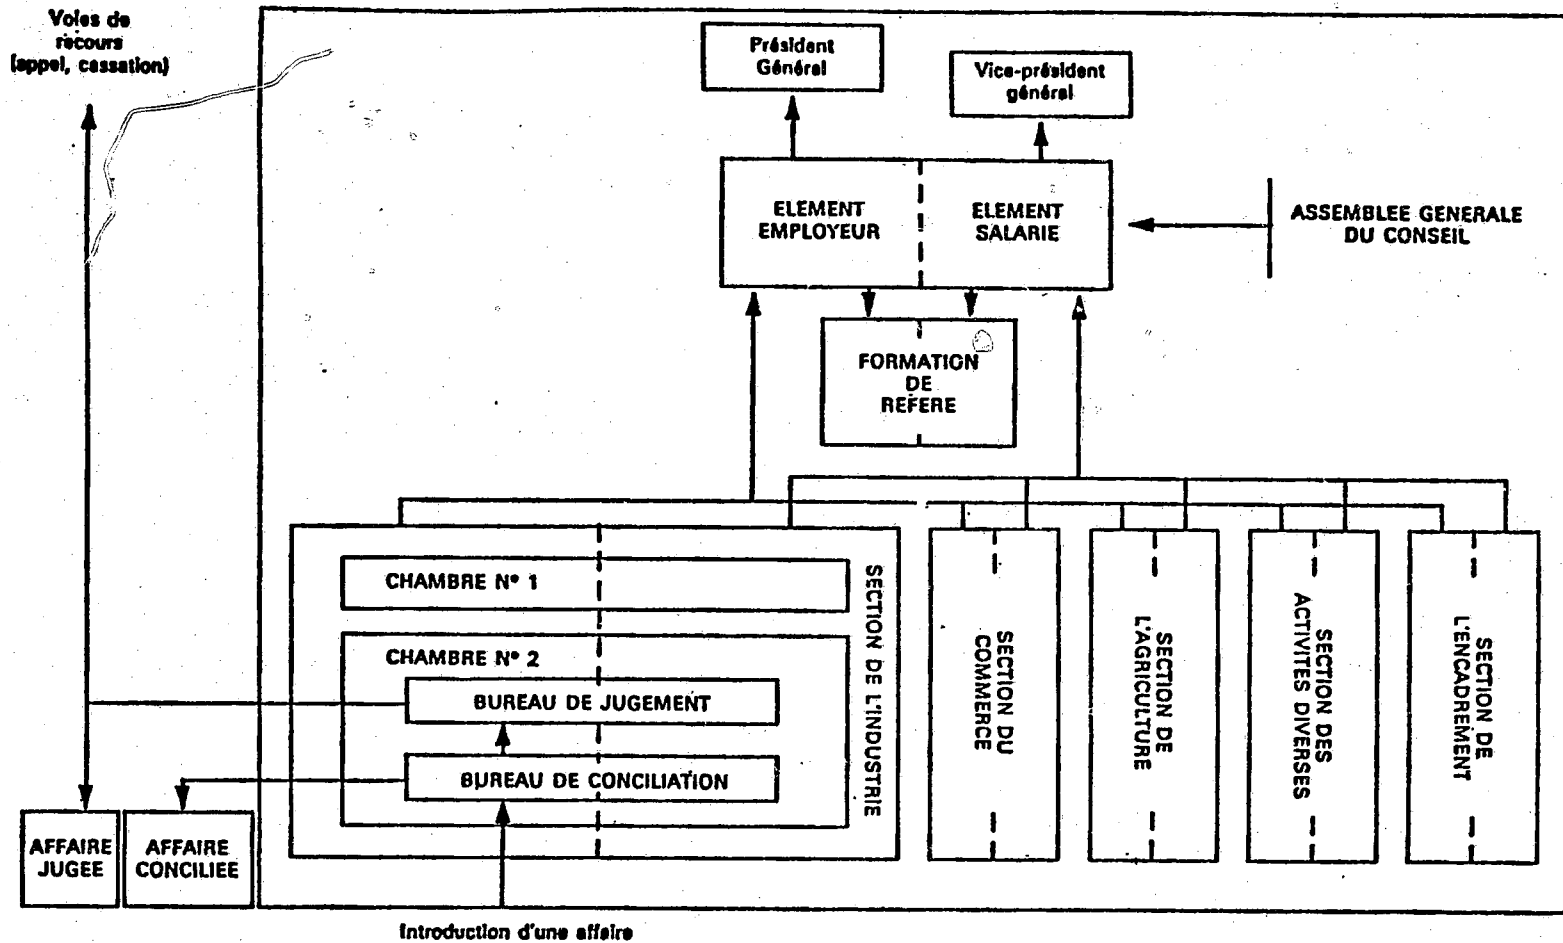 Voies de
recours
(appel, cassation)
Président
Général
Vice-président
général
ELEMENT
EMPLOYEUR
ELEMENT
SALARIE
ASSEMBLEE GENERALE
DU CONSEIL
FORMATION
DE
REFERE
CHAMBRE N° 1
CHAMBRE N° 2
BUREAU DE JUGEMENT
BUREAU DE CONCILIATION
SECTION DE L'INDUSTRIE
SECTION DU
COMMERCE
SECTION DE
L'AGRICULTURE
SECTION DES
ACTIVITES DIVERSES
SECTION DE
L'ENCADREMENT
AFFAIRE
JUGEE
AFFAIRE
CONCILIEE
Introduction d'une affaire